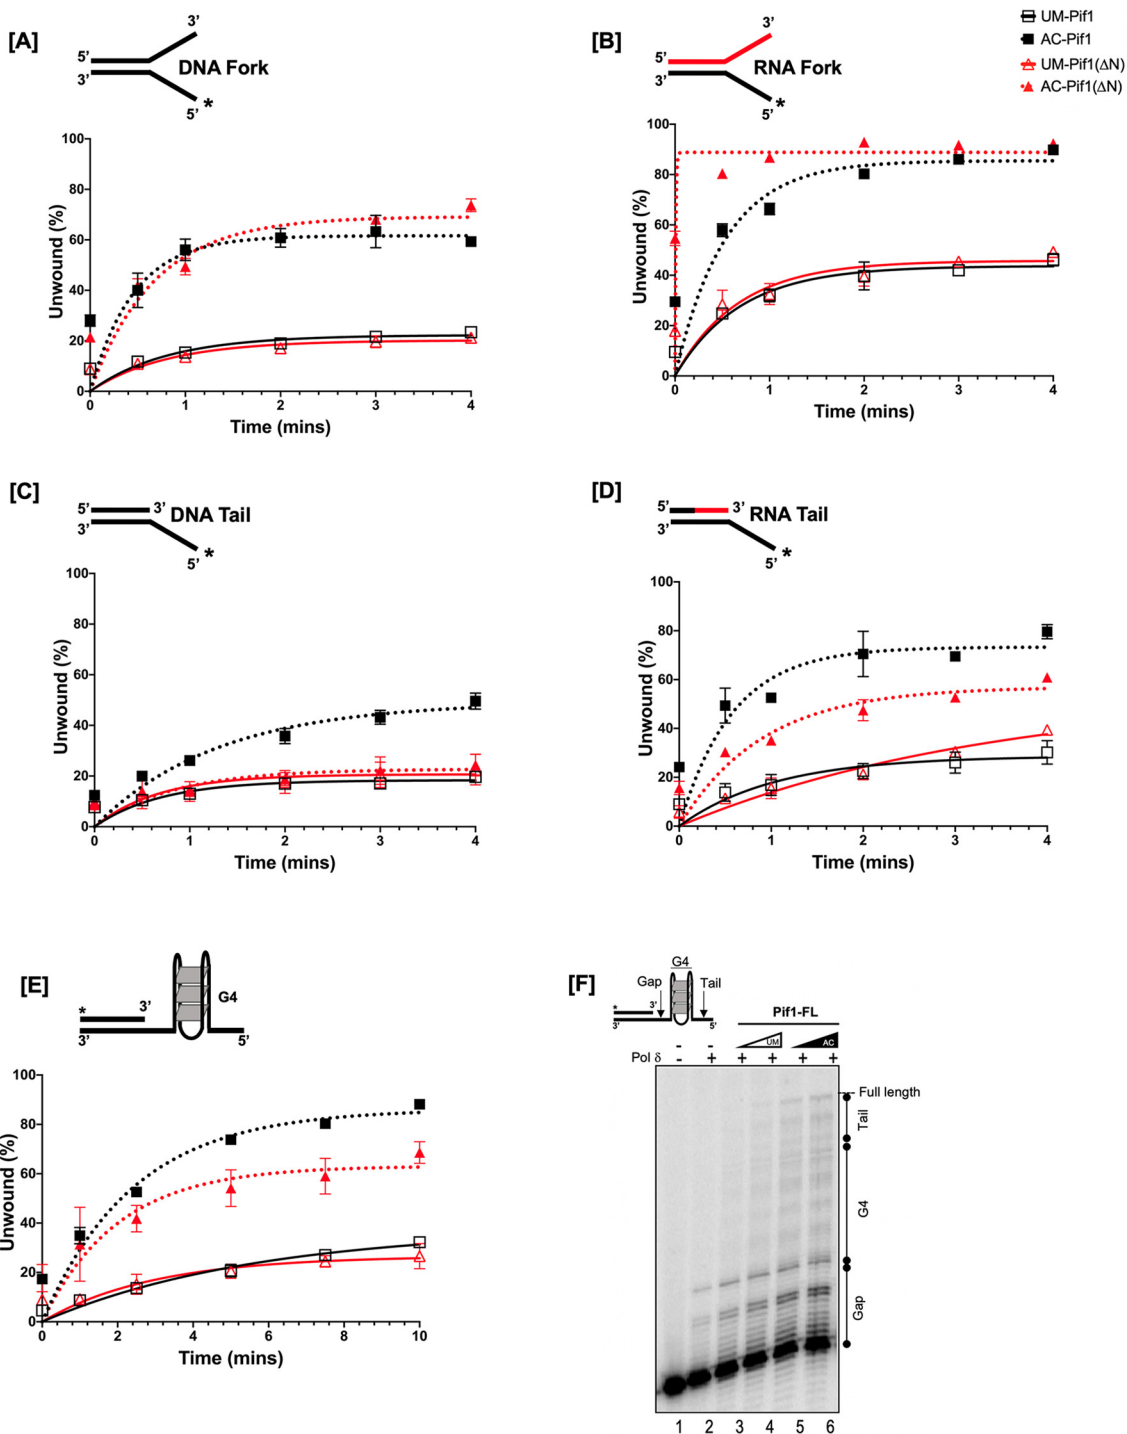 [A]
3’
5’
3’
DNA Fork
5’
*
100
80
60
40
20
0
Unwound (%)
0 1 2 3 4
Time (mins)
[B]
3’
5’
3’
RNA Fork
5’
*
UM-Pif1
AC-Pif1
UM-Pif1(ΔN)
AC-Pif1(ΔN)
100
80
60
40
20
0
Unwound (%)
0 1 2 3 4
Time (mins)
[C]
5’ 3’
3’
DNA Tail
5’
*
100
80
60
40
20
0
Unwound (%)
0 1 2 3 4
Time (mins)
[D]
5’ 3’
3’
RNA Tail
5’
*
100
80
60
40
20
0
Unwound (%)
0 1 2 3 4
Time (mins)
[E]
G4
* 3’
3’ 5’
100
80
60
40
20
0
Unwound (%)
0 2 4 6 8 10
Time (mins)
[F]
G4
Gap Tail
* 3’
3’ 5’
Pif1-FL
UM AC
- -
Pol δ - + + + + +
Full length
Tail
G4
Gap
1 2 3 4 5 6